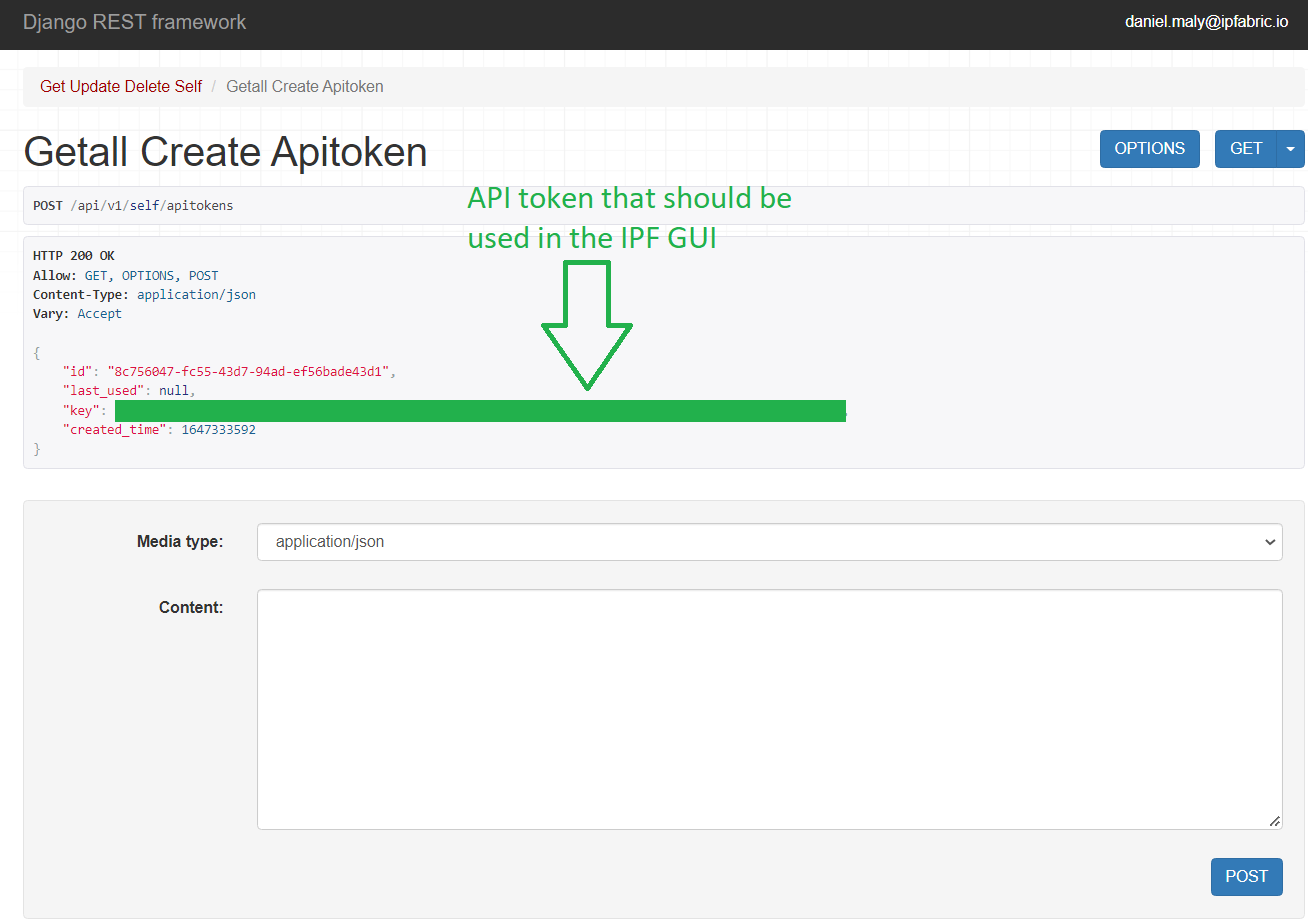 Django REST framework
daniel.maly@ipfabric.io
Get Update Delete Self / Getall Create Apitoken
Getall Create Apitoken
OPTIONS
GET
POST /api/v1/self/apitokens
API token that should be
used in the IPF GUI
HTTP 200 OK
Allow: GET, OPTIONS, POST
Content-Type: application/json
Vary: Accept
{
"id": "8c756047-fc55-43d7-94ad-ef56bade43d1",
"last_used": null,
"key":
"created_time": 1647333592
}
Media type:
application/json
Content:
POST